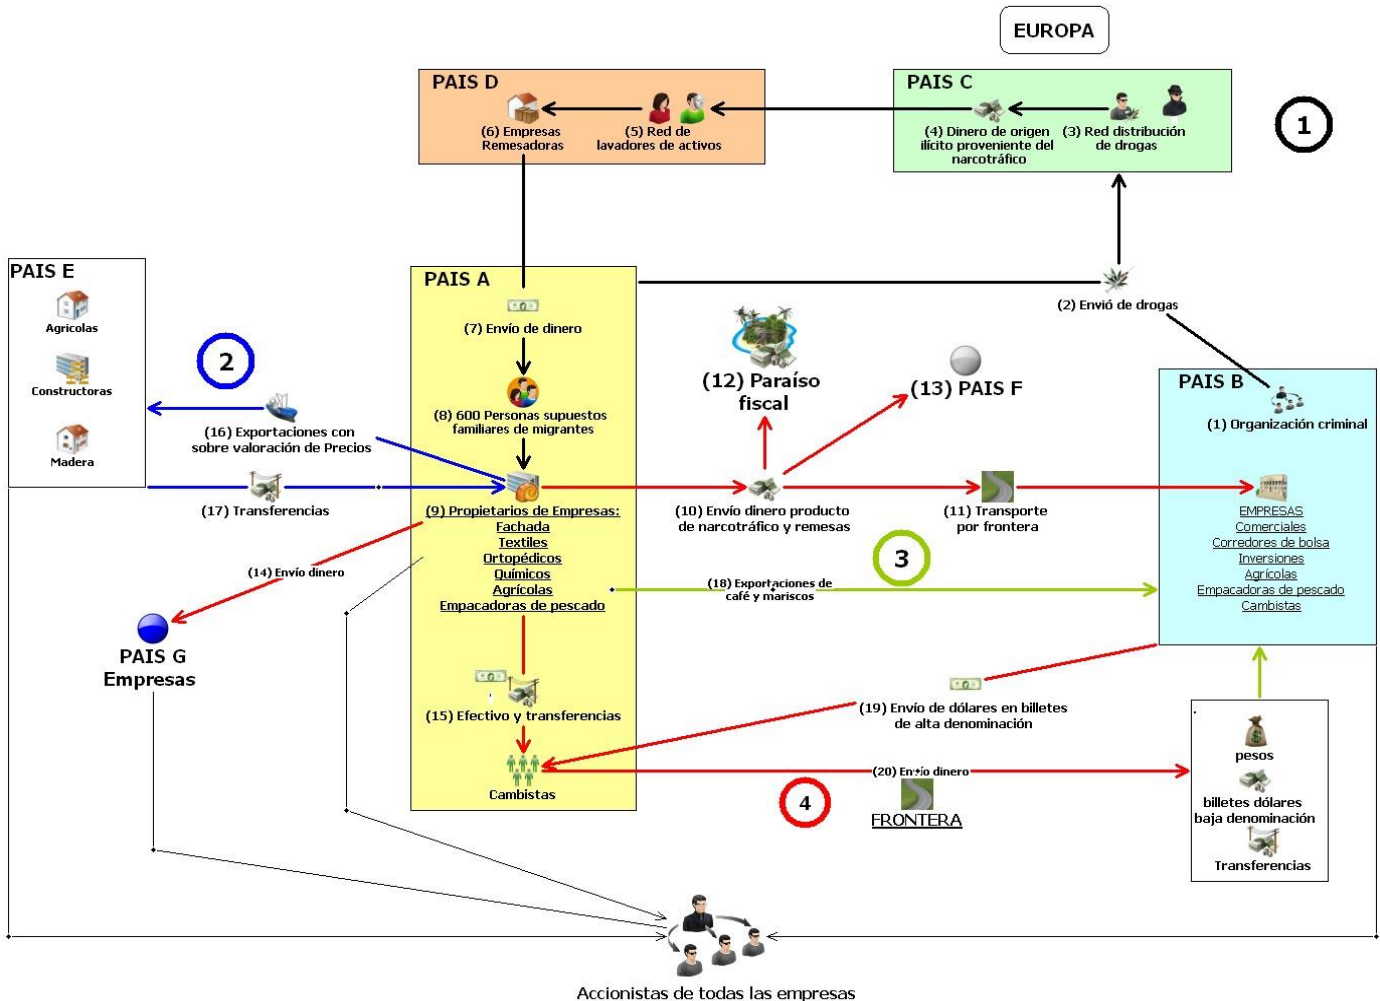 EUROPA
PAIS D
(6) Empresas
Remesadoras
(5) Red de
lavadores de activos
PAIS C
(4) Dinero de origen
ilícito proveniente del
narcotráfico
(3) Red distribución
de drogas
1
PAIS E
Agricolas
Constructoras
Madera
2
(16) Exportaciones con
sobre valoración de Precios
(17) Transferencias
PAIS A
(7) Envío de dinero
(8) 600 Personas supuestos
familiares de migrantes
(9) Propietarios de Empresas:
Fachada
Textiles
Ortopédicos
Químicos
Agrícolas
Empacadoras de pescado
(15) Efectivo y transferencias
Cambistas
(2) Envió de drogas
(12) Paraíso
fiscal
(13) PAIS F
(10) Envío dinero producto
de narcotráfico y remesas
(11) Transporte
por frontera
PAIS B
(1) Organización criminal
EMPRESAS
Comerciales
Corredores de bolsa
Inversiones
Agrícolas
Empacadoras de pescado
Cambistas
3
(18) Exportaciones de
café y mariscos
(14) Envío dinero
PAIS G
Empresas
(19) Envío de dólares en billetes
de alta denominación
(20) Envío dinero
4
FRONTERA
pesos
billetes dólares
baja denominación
Transferencias
Accionistas de todas las empresas